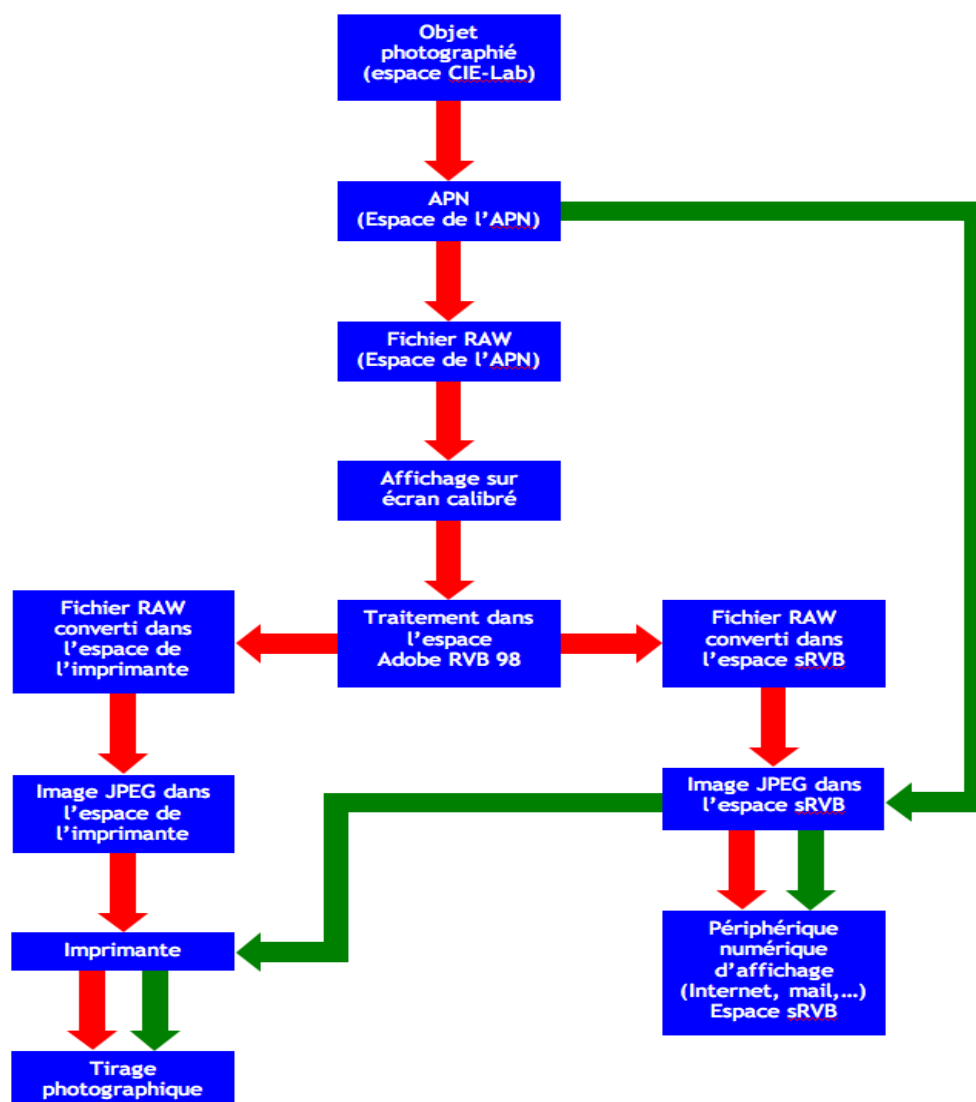 Objet
photographié
(espace CIE-Lab)
APN
(Espace de l'APN)
Fichier RAW
(Espace de l'APN)
Affichage sur
écran calibré
Fichier RAW
converti dans
l'espace de
l'imprimante
Traitement dans
l'espace
Adobe RVB 98
Fichier RAW
converti dans
l'espace sRVB
Image JPEG dans
l'espace de
l'imprimante
Image JPEG dans
l'espace sRVB
Imprimante
Périphérique
numérique
d'affichage
(Internet, mail,...)
Espace sRVB
Tirage
photographique